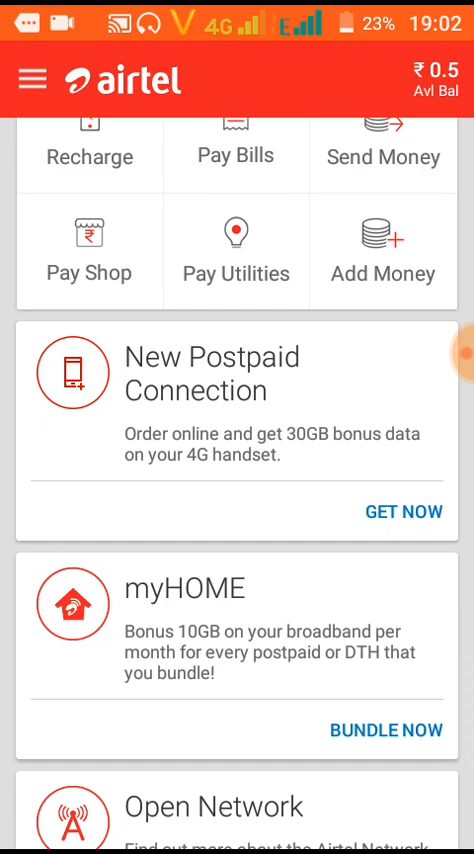 4G E 23% 19:02
airtel ₹ 0.5
Avl Bal
Recharge Pay Bills Send Money
Pay Shop Pay Utilities Add Money
New Postpaid
Connection
Order online and get 30GB bonus data
on your 4G handset.
GET NOW
myHOME
Bonus 10GB on your broadband per
month for every postpaid or DTH that
you bundle!
BUNDLE NOW
Open Network
Find out more about the Airtel Network